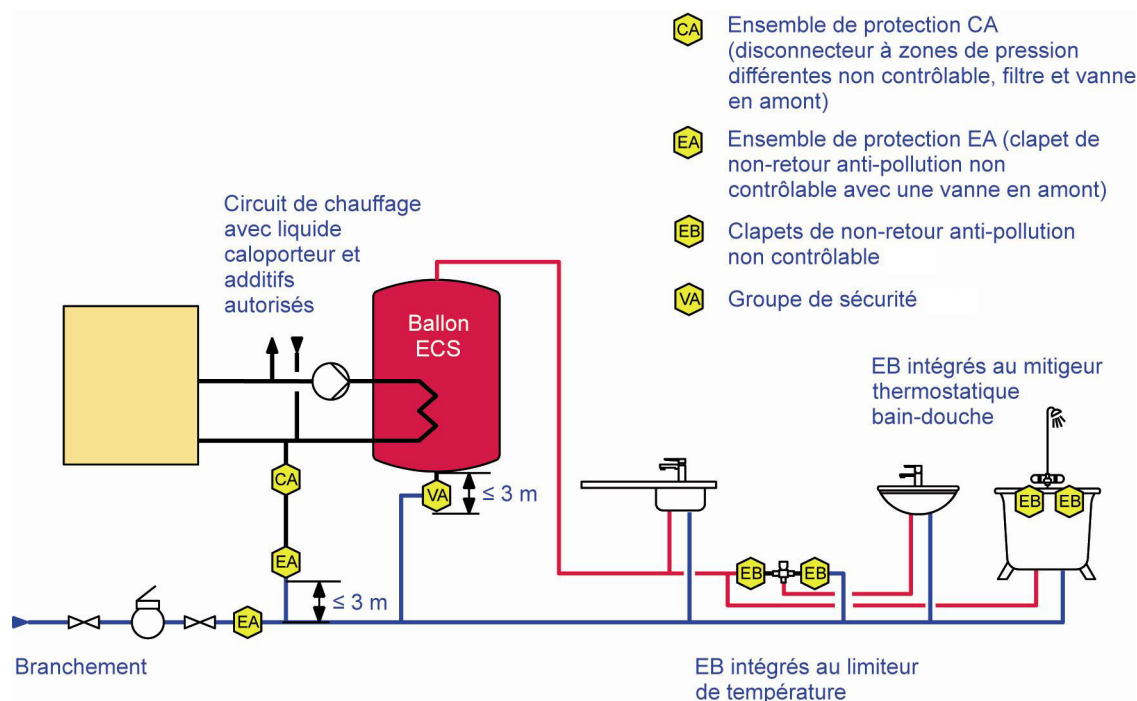 CA
Ensemble de protection CA
(disconnecteur à zones de pression
différentes non contrôlable, filtre et vanne
en amont)
EA
Ensemble de protection EA (clapet de
non-retour anti-pollution non
contrôlable avec une vanne en amont)
EB
Clapets de non-retour anti-pollution
non contrôlable
VA
Groupe de sécurité
Circuit de chauffage
avec liquide
caloporteur et
additifs
autorisés
Ballon
ECS
EB intégrés au mitigeur
thermostatique
bain-douche
CA
VA
≤ 3 m
EB EB
EA
EB EB
≤ 3 m
EA
Branchement
EB intégrés au limiteur
de température